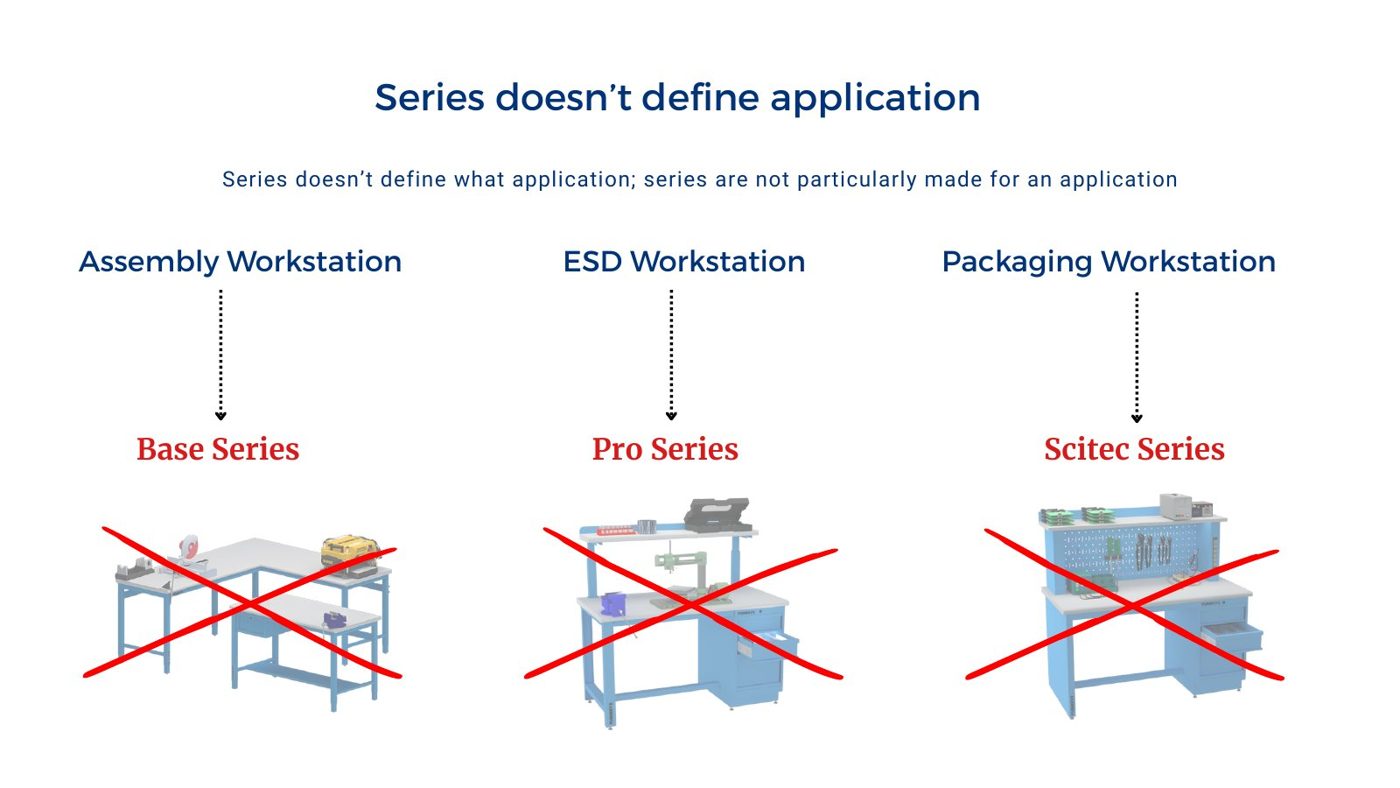 Series doesn’t define application
Series doesn’t define what application; series are not particularly made for an application
Assembly Workstation
ESD Workstation
Packaging Workstation
Base Series
Pro Series
Scitec Series